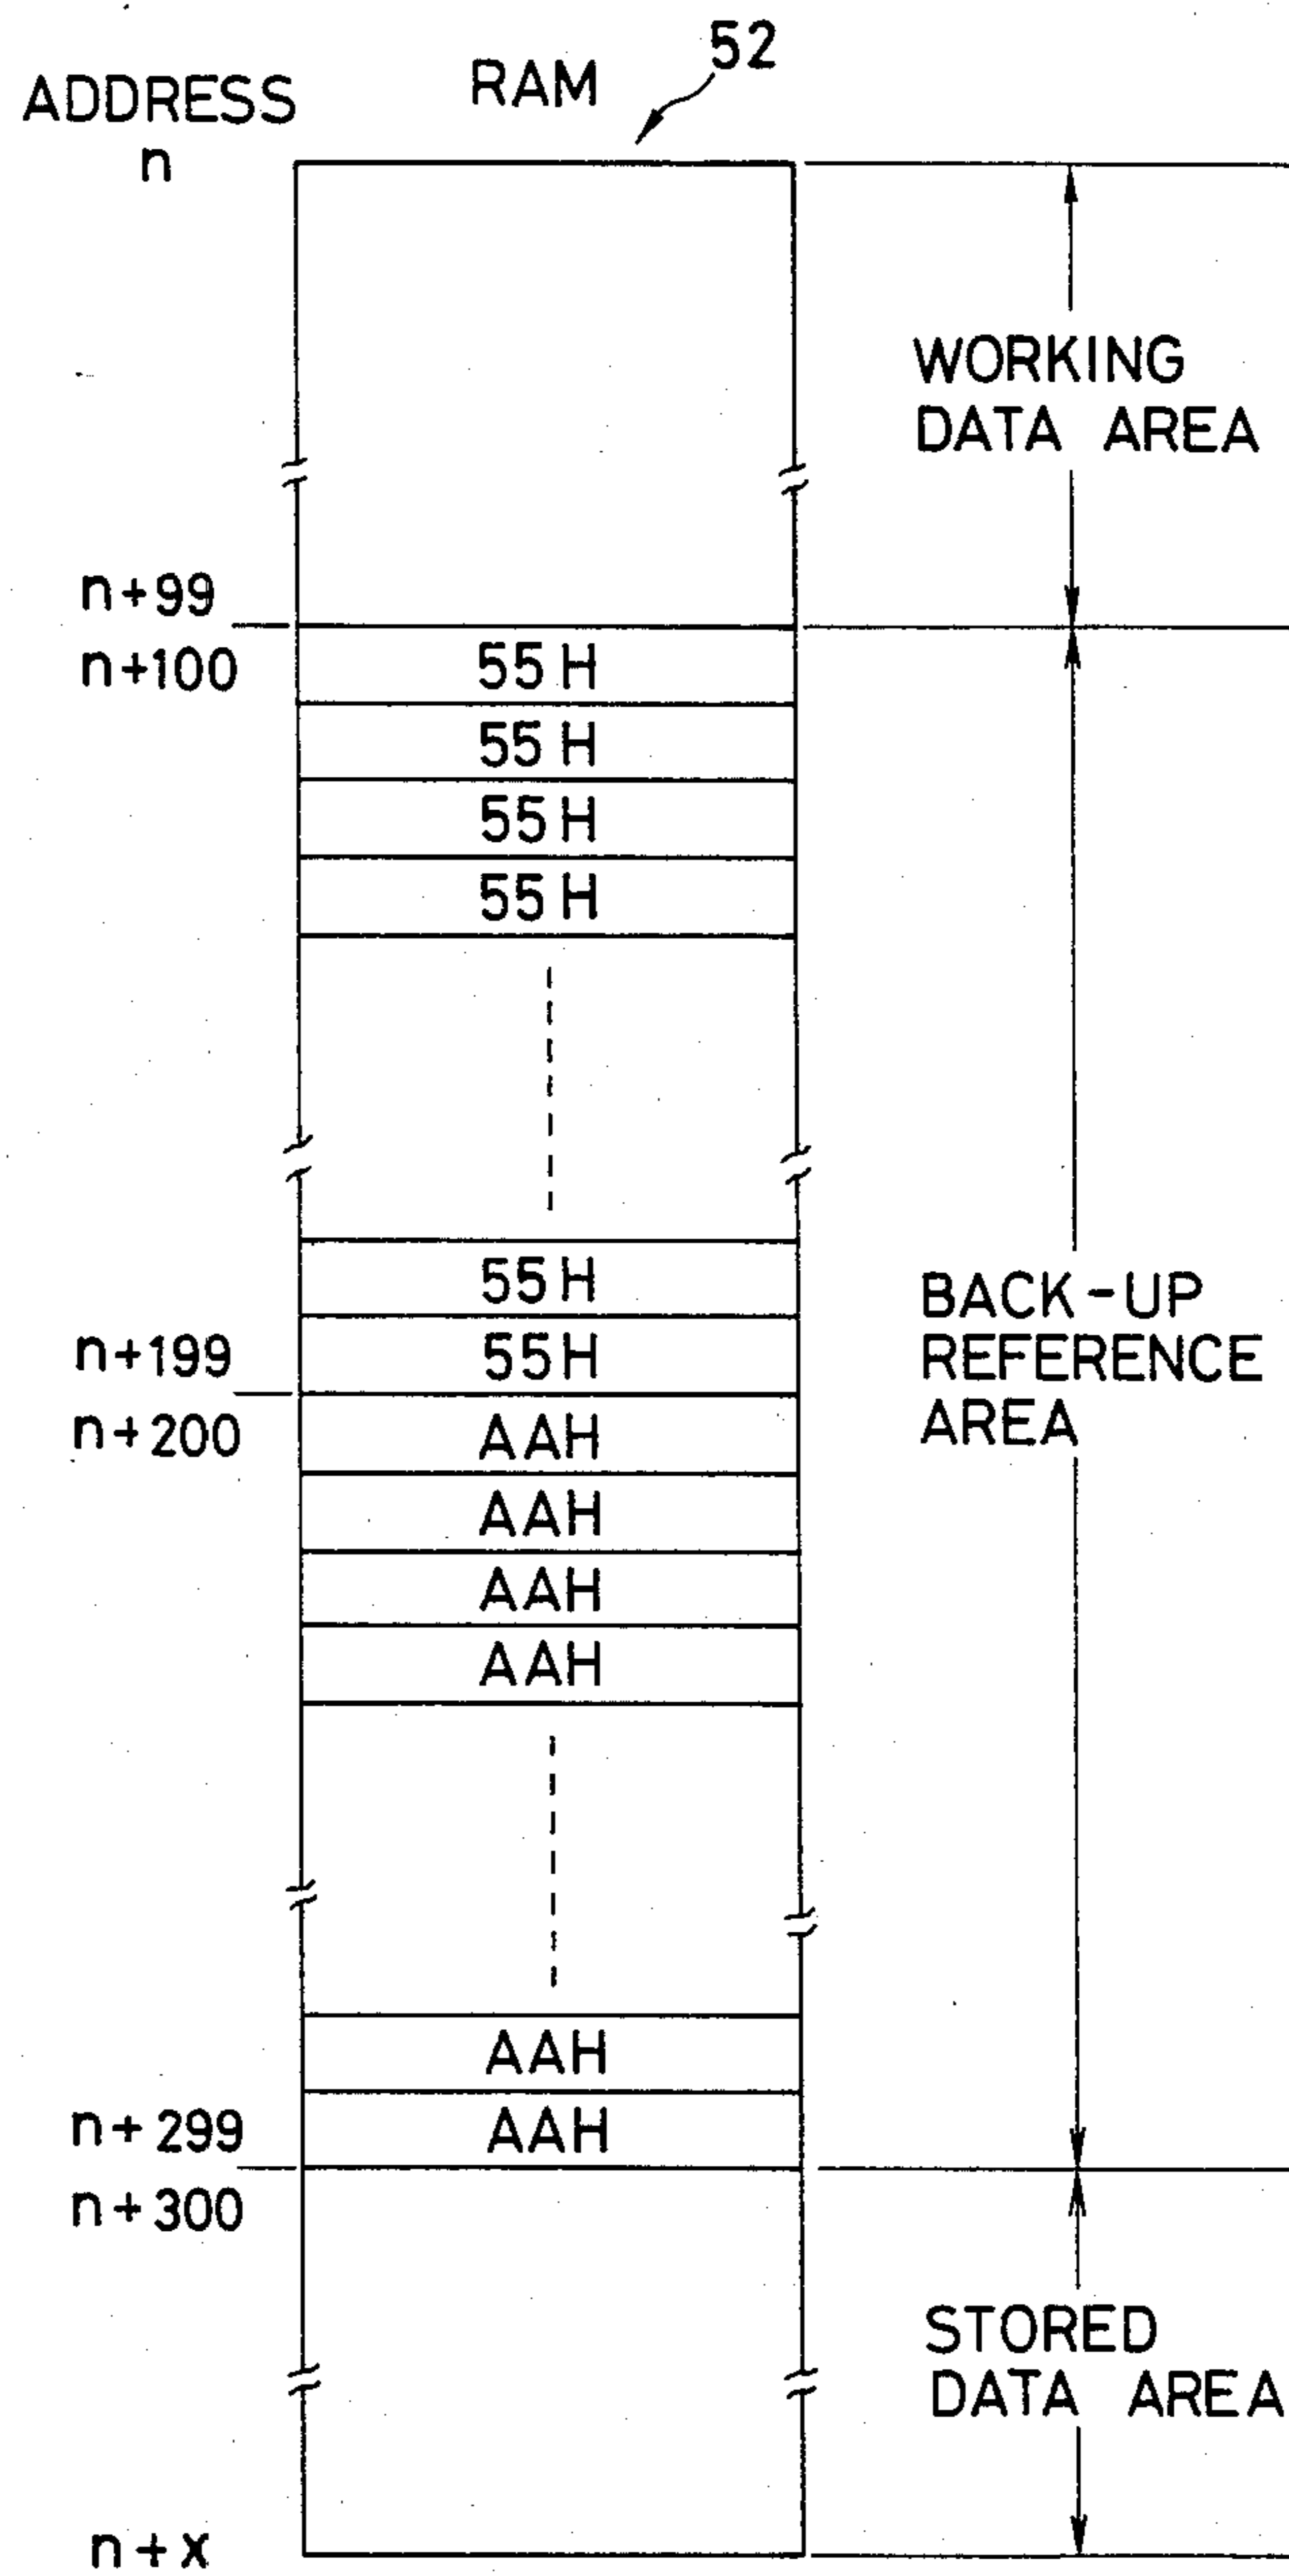 52
ADDRESS RAM
n
WORKING
DATA AREA
n+99
n+100 55H
55H
55H
55H
55H
BACK-UP
n+199 55H REFERENCE
n+200 AAH AREA
AAH
AAH
AAH
AAH
n+299 AAH
n+300
STORED
DATA AREA
n+x